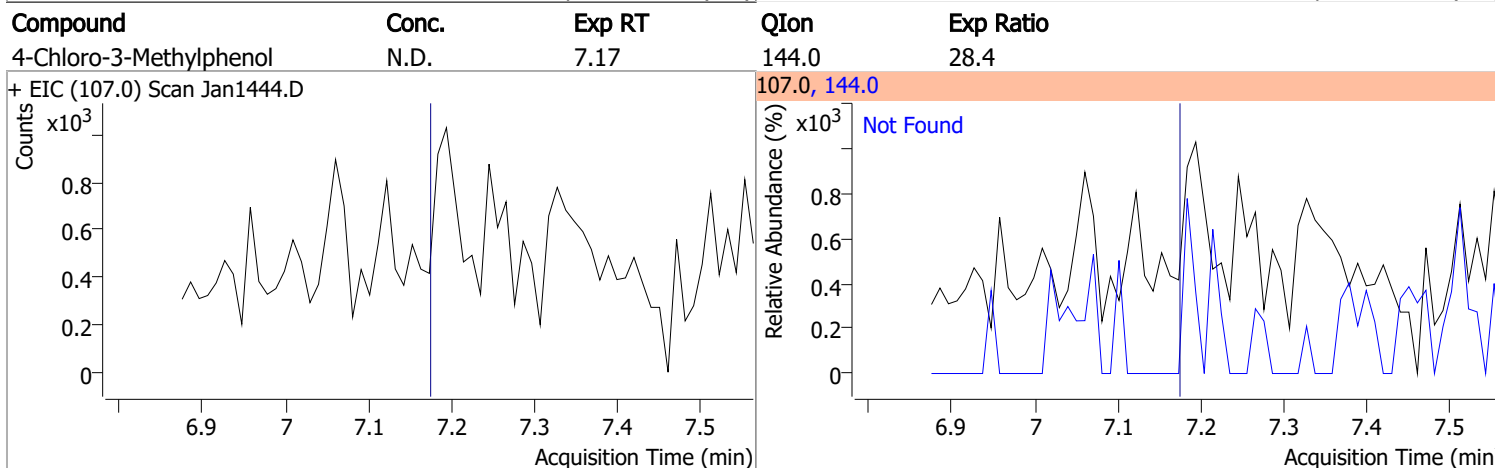 Compound Conc. Exp RT QIon Exp Ratio
4-Chloro-3-Methylphenol N.D. 7.17 144.0 28.4
+ EIC (107.0) Scan Jan1444.D
Counts
x10³
0.8
0.6
0.4
0.2
0
6.9 7 7.1 7.2 7.3 7.4 7.5
Acquisition Time (min)
107.0, 144.0
Relative Abundance (%)
x10³
Not Found
0.8
0.6
0.4
0.2
0
6.9 7 7.1 7.2 7.3 7.4 7.5
Acquisition Time (min